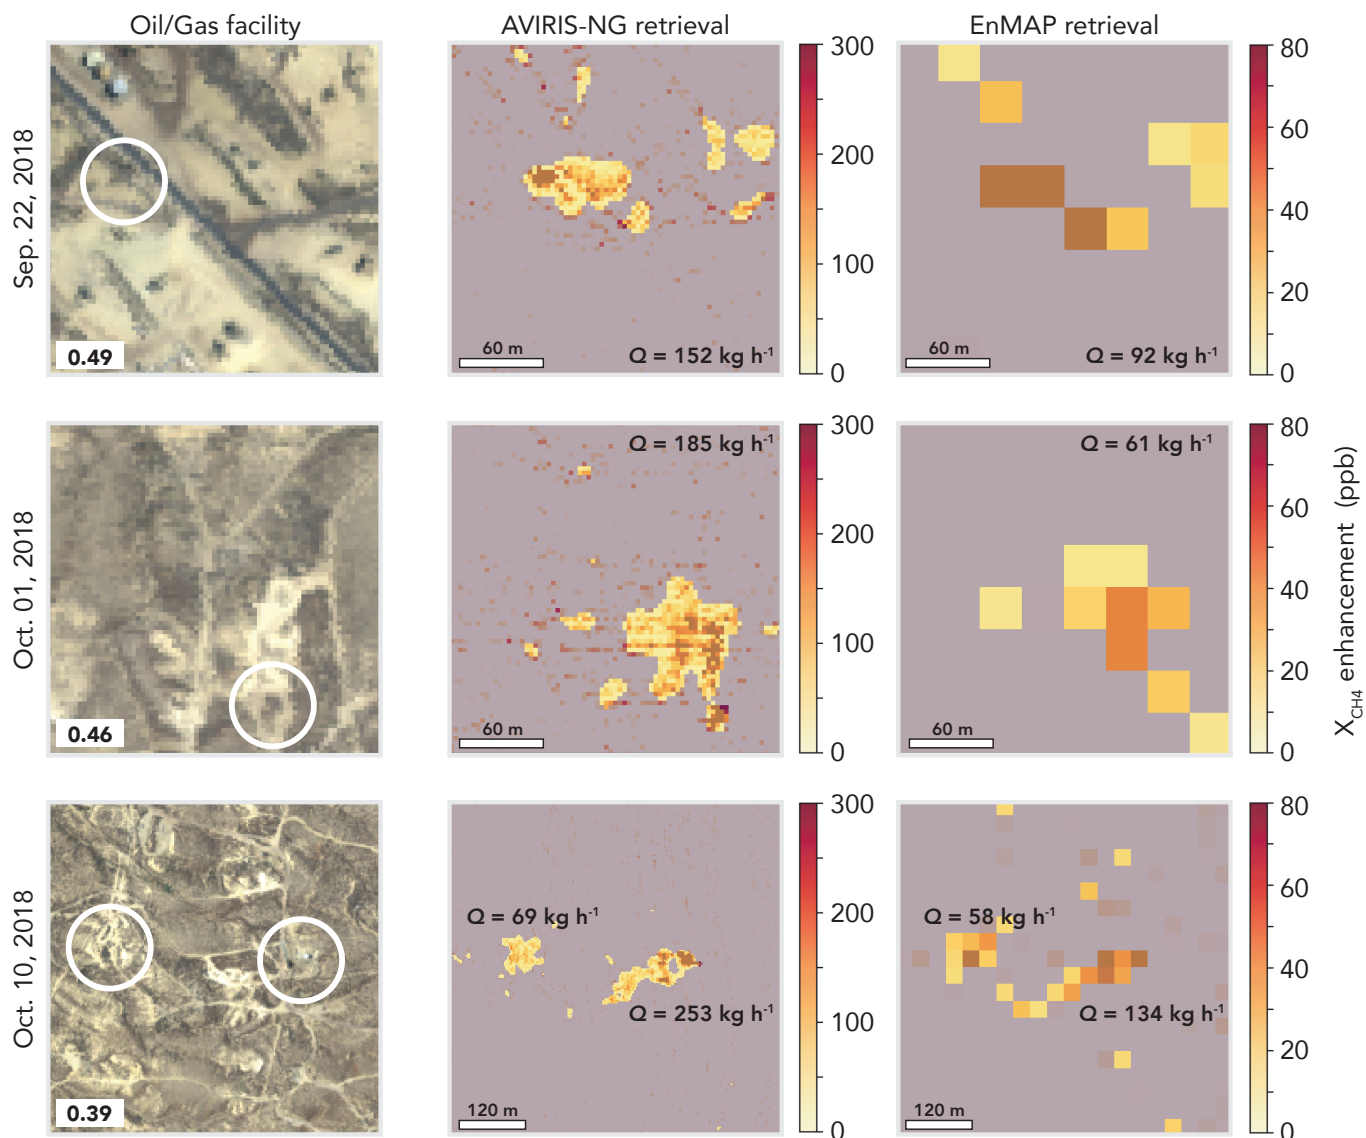 Oil/Gas facility
AVIRIS-NG retrieval
EnMAP retrieval
Sep. 22, 2018
0.49
60 m
Q = 152 kg h⁻¹
300
200
100
0
60 m
Q = 92 kg h⁻¹
80
60
40
20
0
Oct. 01, 2018
0.46
Q = 185 kg h⁻¹
60 m
300
200
100
0
Q = 61 kg h⁻¹
60 m
80
60
40
20
0
X_CH4 enhancement (ppb)
Oct. 10, 2018
0.39
Q = 69 kg h⁻¹
Q = 253 kg h⁻¹
120 m
300
200
100
0
Q = 58 kg h⁻¹
Q = 134 kg h⁻¹
120 m
80
60
40
20
0